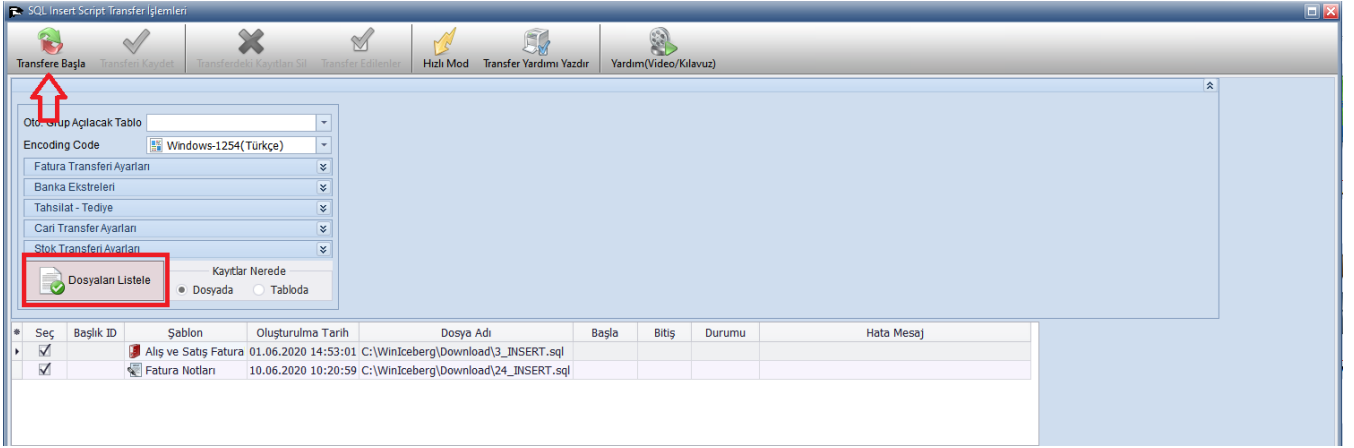 SQL Insert Script Transfer İşlemleri
Transfere Başla Transferi Kaydet Transferdeki Kayıtları Sil Transfer Edilenler Hızlı Mod Transfer Yardımı Yazdır Yardım(Video/Kılavuz)
Oto. Grup Açılacak Tablo
Encoding Code Windows-1254(Türkçe)
Fatura Transferi Ayarları
Banka Ekstreleri
Tahsilat - Tediye
Cari Transfer Ayarları
Stok Transferi Ayarları
Dosyaları Listele Kayıtlar Nerede
Dosyada Tabloda
Seç Başlık ID Şablon Oluşturulma Tarih Dosya Adı Başla Bitiş Durumu Hata Mesaj
Alış ve Satış Fatura 01.06.2020 14:53:01 C:\WinIceberg\Download\3_INSERT.sql
Fatura Notları 10.06.2020 10:20:59 C:\WinIceberg\Download\24_INSERT.sql